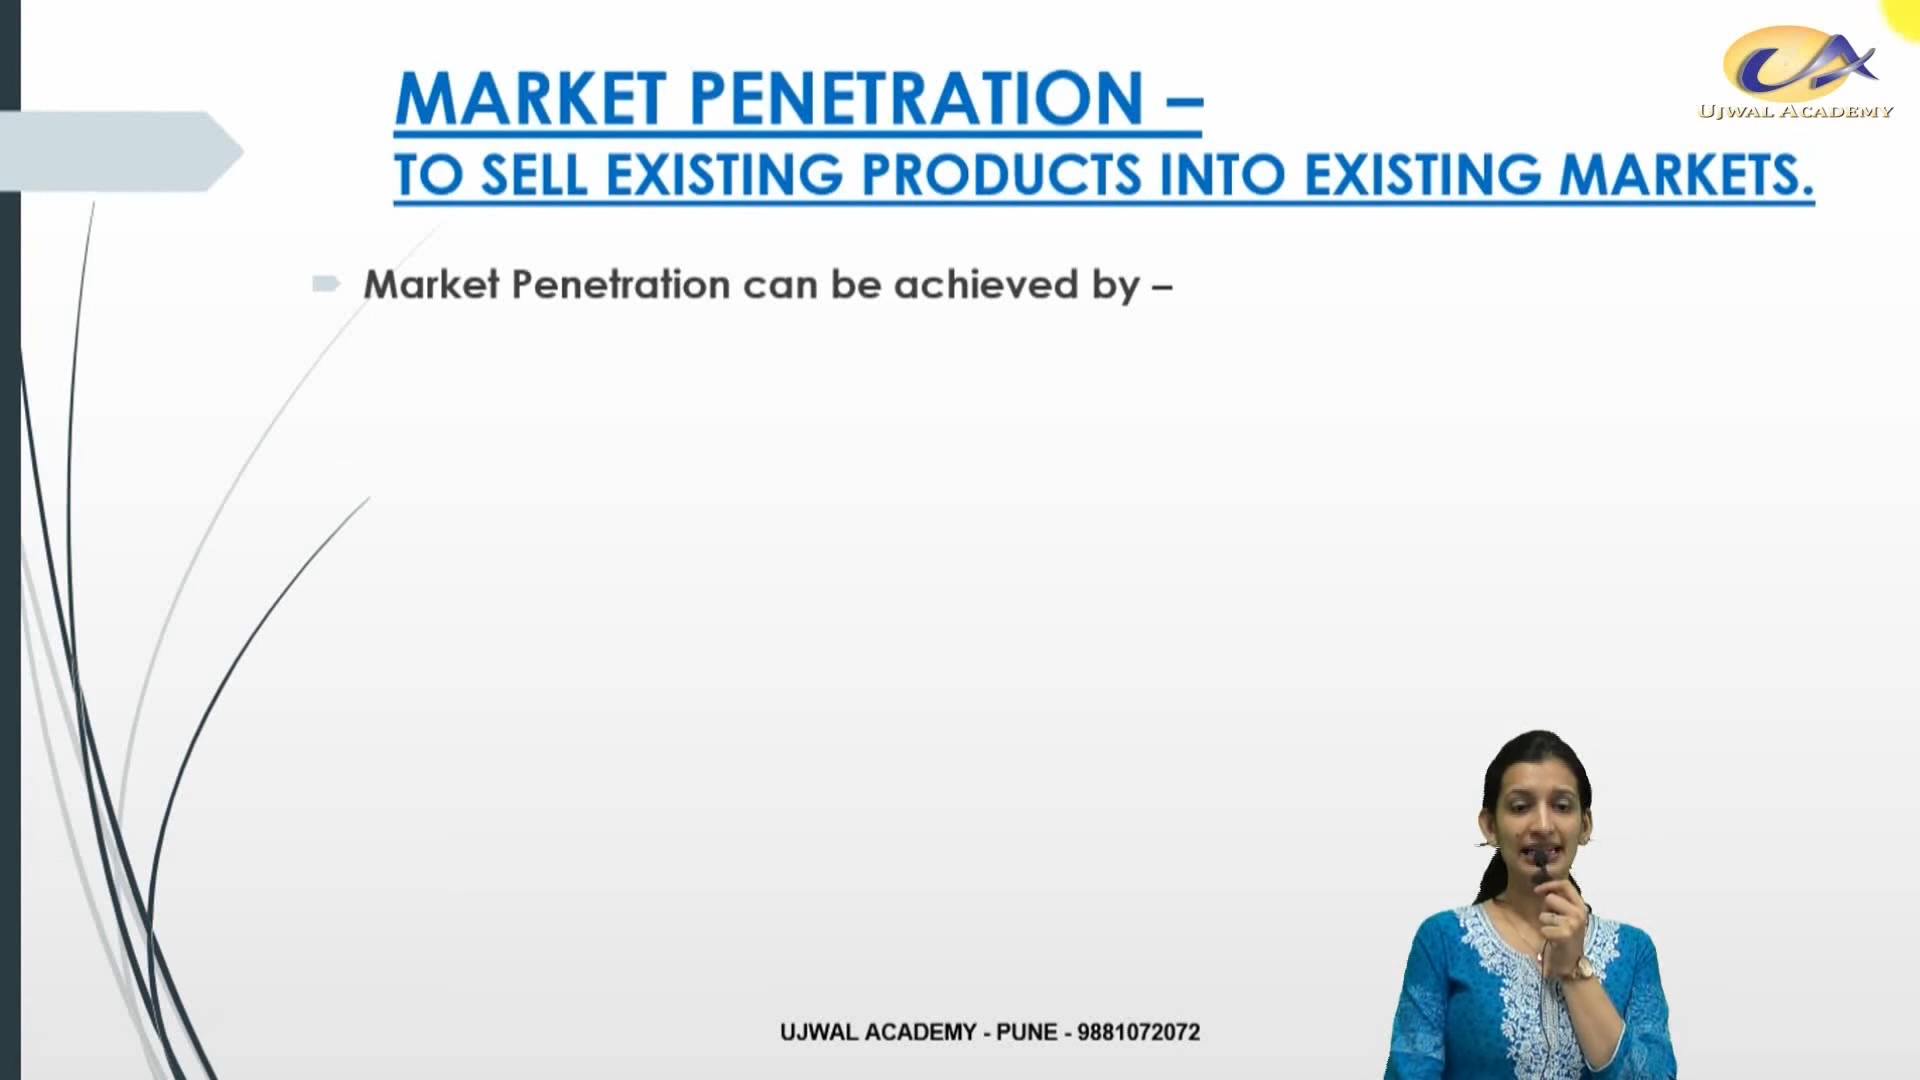 UJWAL ACADEMY
MARKET PENETRATION –
TO SELL EXISTING PRODUCTS INTO EXISTING MARKETS.
Market Penetration can be achieved by –
UJWAL ACADEMY - PUNE - 9881072072